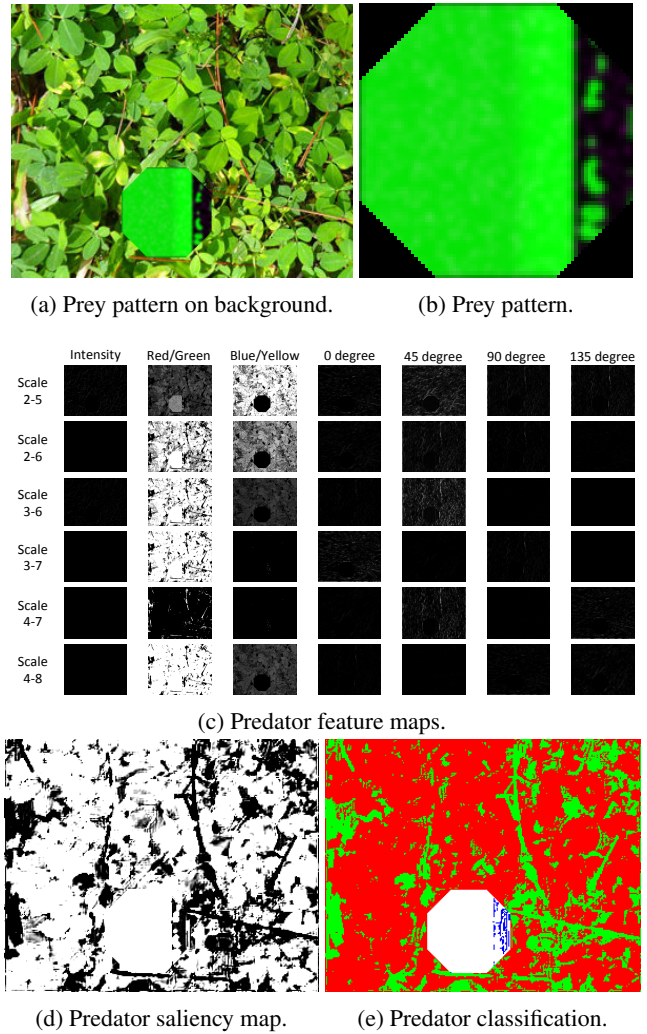 (a) Prey pattern on background.
(b) Prey pattern.
Intensity Red/Green Blue/Yellow 0 degree 45 degree 90 degree 135 degree
Scale
2-5
Scale
2-6
Scale
3-6
Scale
3-7
Scale
4-7
Scale
4-8
(c) Predator feature maps.
(d) Predator saliency map.
(e) Predator classification.